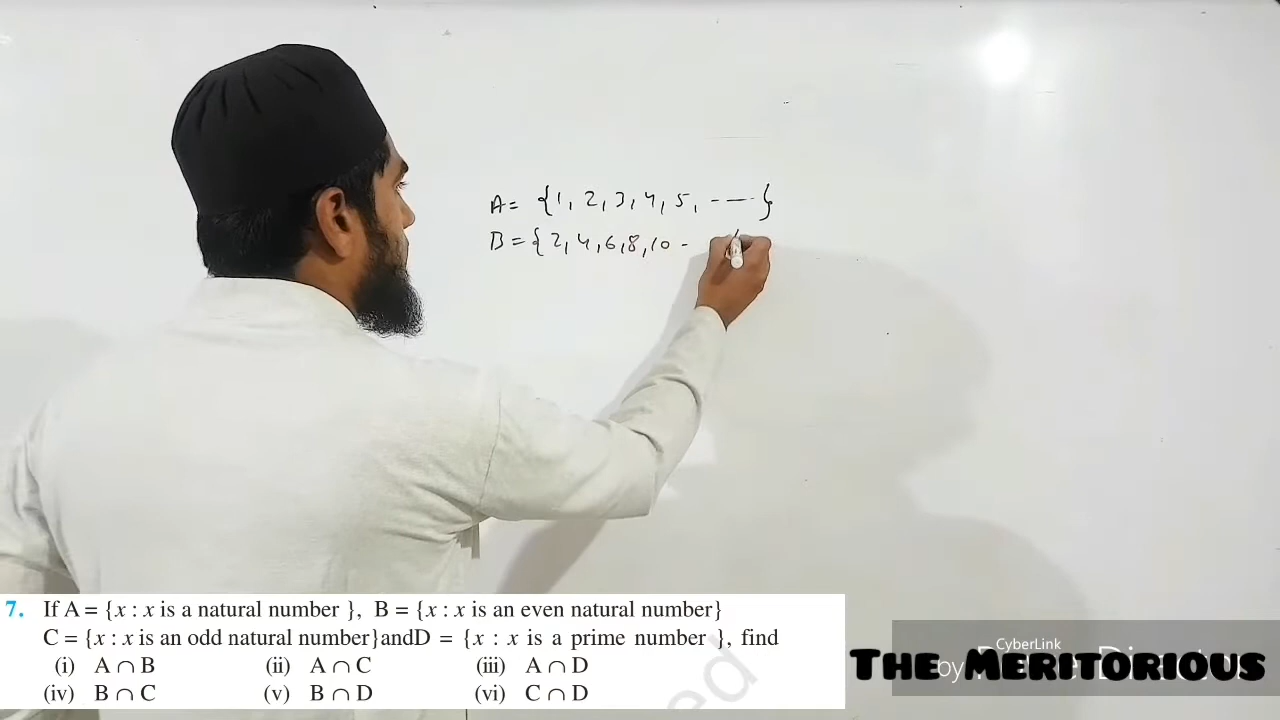 A = {1, 2, 3, 4, 5, - — - }
B = {2, 4, 6, 8, 10 -
7. If A = {x : x is a natural number }, B = {x : x is an even natural number}
C = {x : x is an odd natural number}andD = {x : x is a prime number }, find
(i) A ∩ B (ii) A ∩ C (iii) A ∩ D
(iv) B ∩ C (v) B ∩ D (vi) C ∩ D
CyberLink
by
THE MERITORIOUS